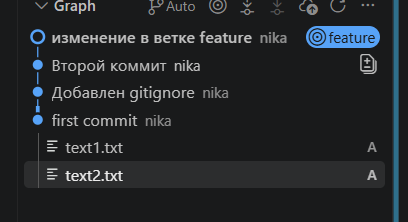 Graph Auto
изменение в ветке feature nika feature
Второй коммит nika
Добавлен gitignore nika
first commit nika
text1.txt A
text2.txt A